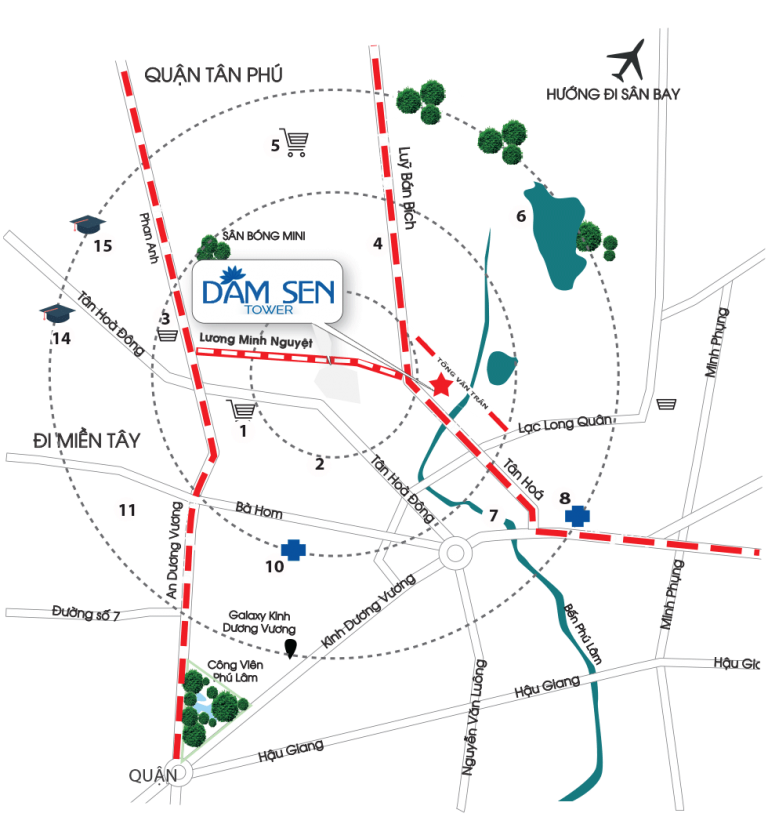 QUẬN TÂN PHÚ
HƯỚNG ĐI SÂN BAY
5
Luỹ Bán Bích
Phan Anh
6
15
SÂN BÓNG MINI
4
DAM SEN
TOWER
Tân Hoà Đông
3
14
Lương Minh Nguyệt
Minh Phụng
TỐNG VĂN TRÂN
1
Lạc Long Quân
ĐI MIỀN TÂY
2
Tân Hoà Đông
Tân Hoá
8
11
Bà Hom
7
An Dương Vương
10
Kinh Dương Vương
Minh Phụng
Đường số 7
Galaxy Kinh
Dương Vương
Bến Phú Lâm
Công Viên
Phú Lâm
Hậu Gic
Hậu Giang
Nguyễn Văn Luông
Hậu Giang
QUẬN